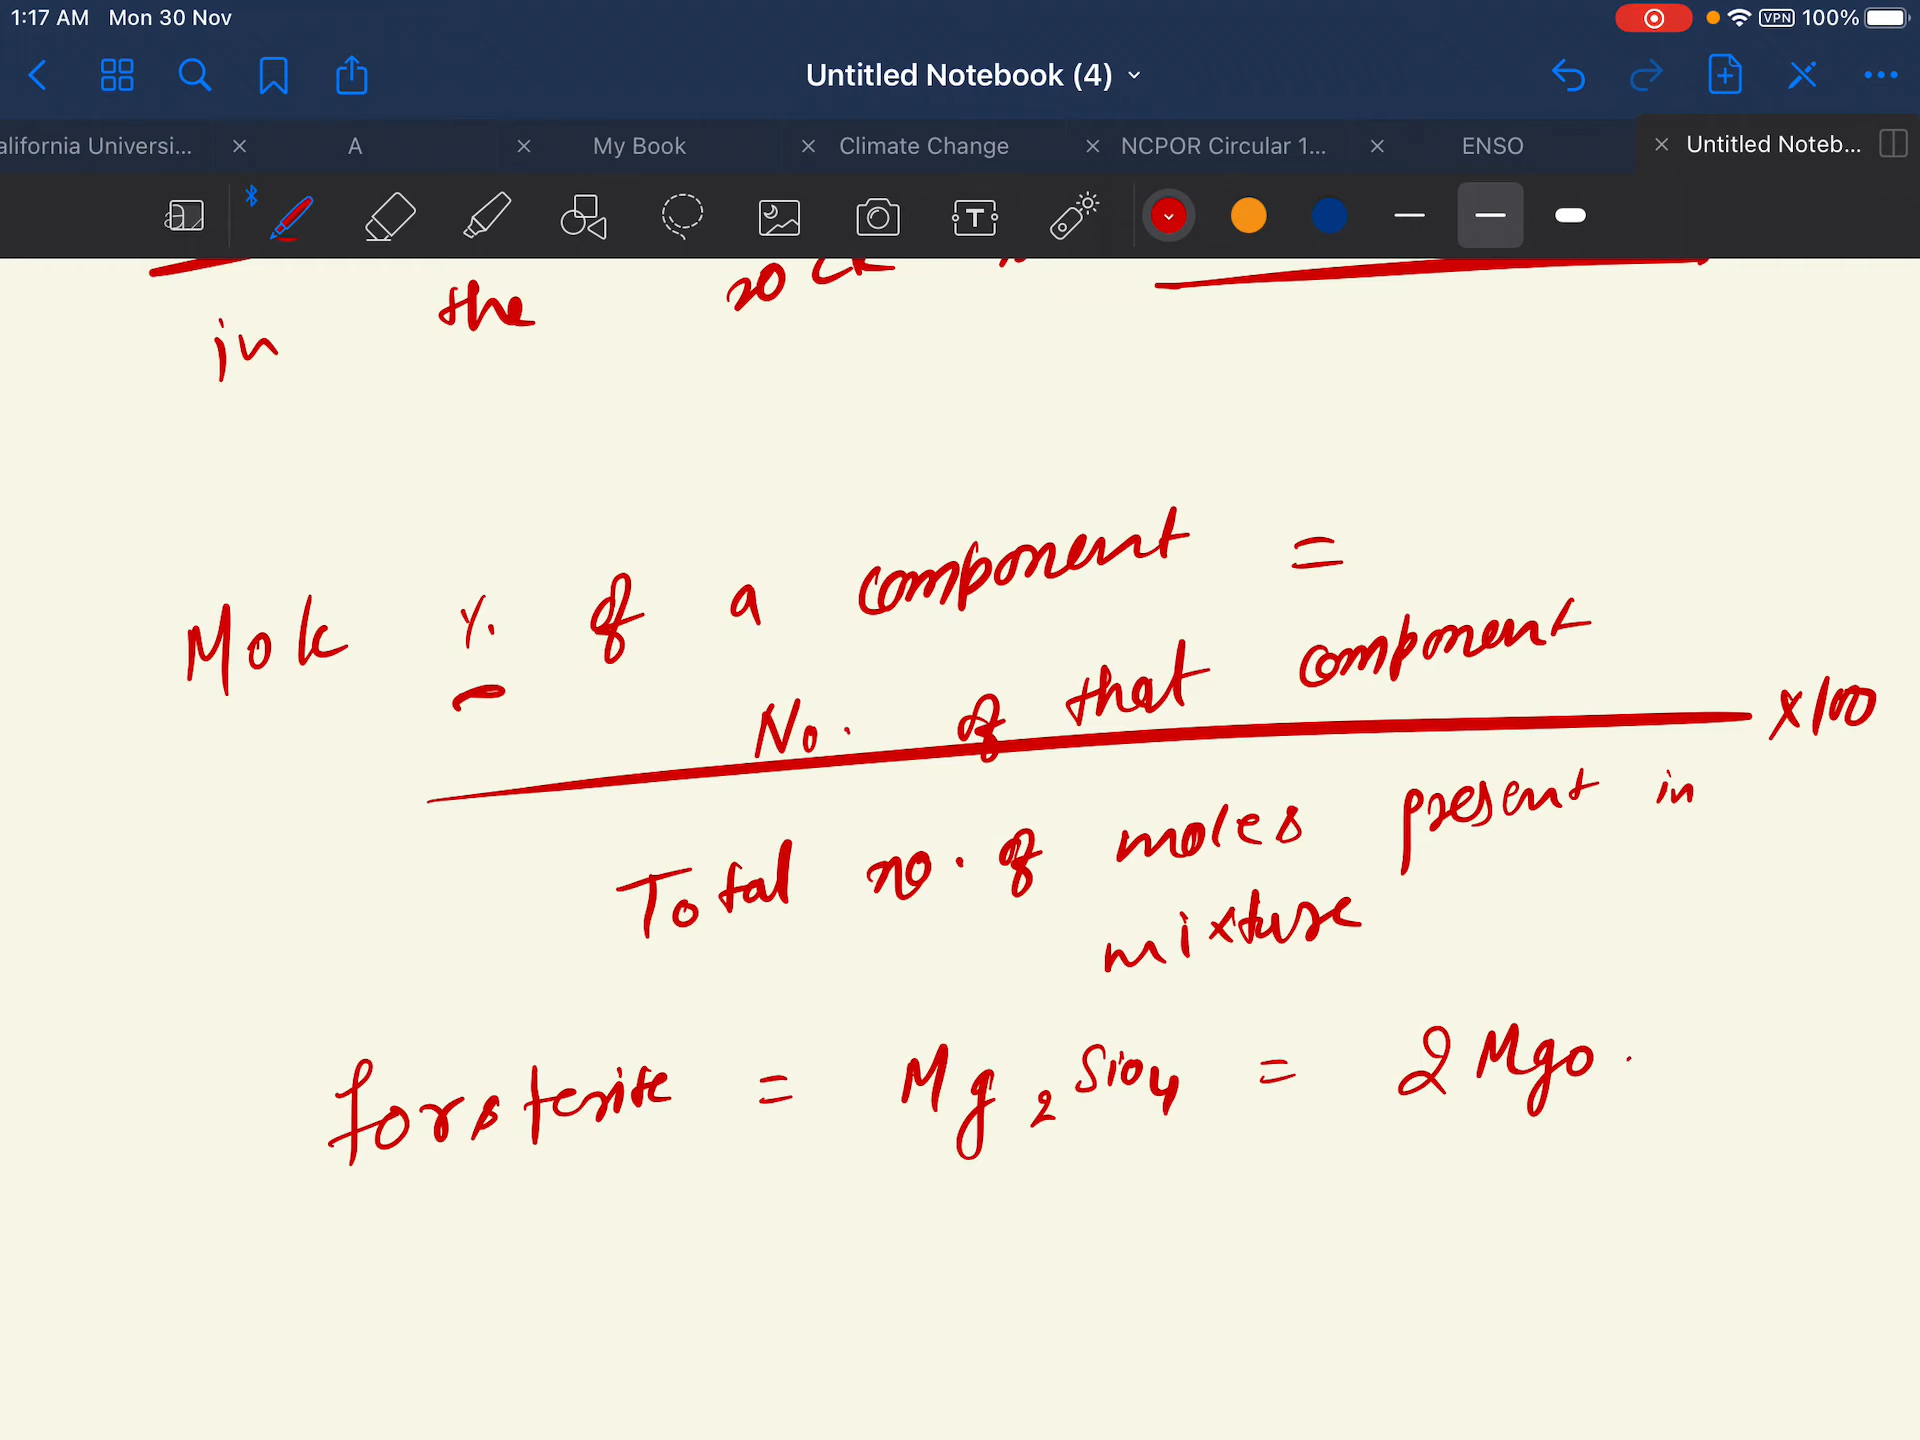 1:17 AM Mon 30 Nov
VPN 100%
Untitled Notebook (4)
alifornia Universi... A My Book Climate Change NCPOR Circular 1... ENSO Untitled Noteb...
in the
Mole % of a component =
No. of that component
x100
Total no. of moles present in
mixture
forsterite = Mg2SiO4 = 2MgO.